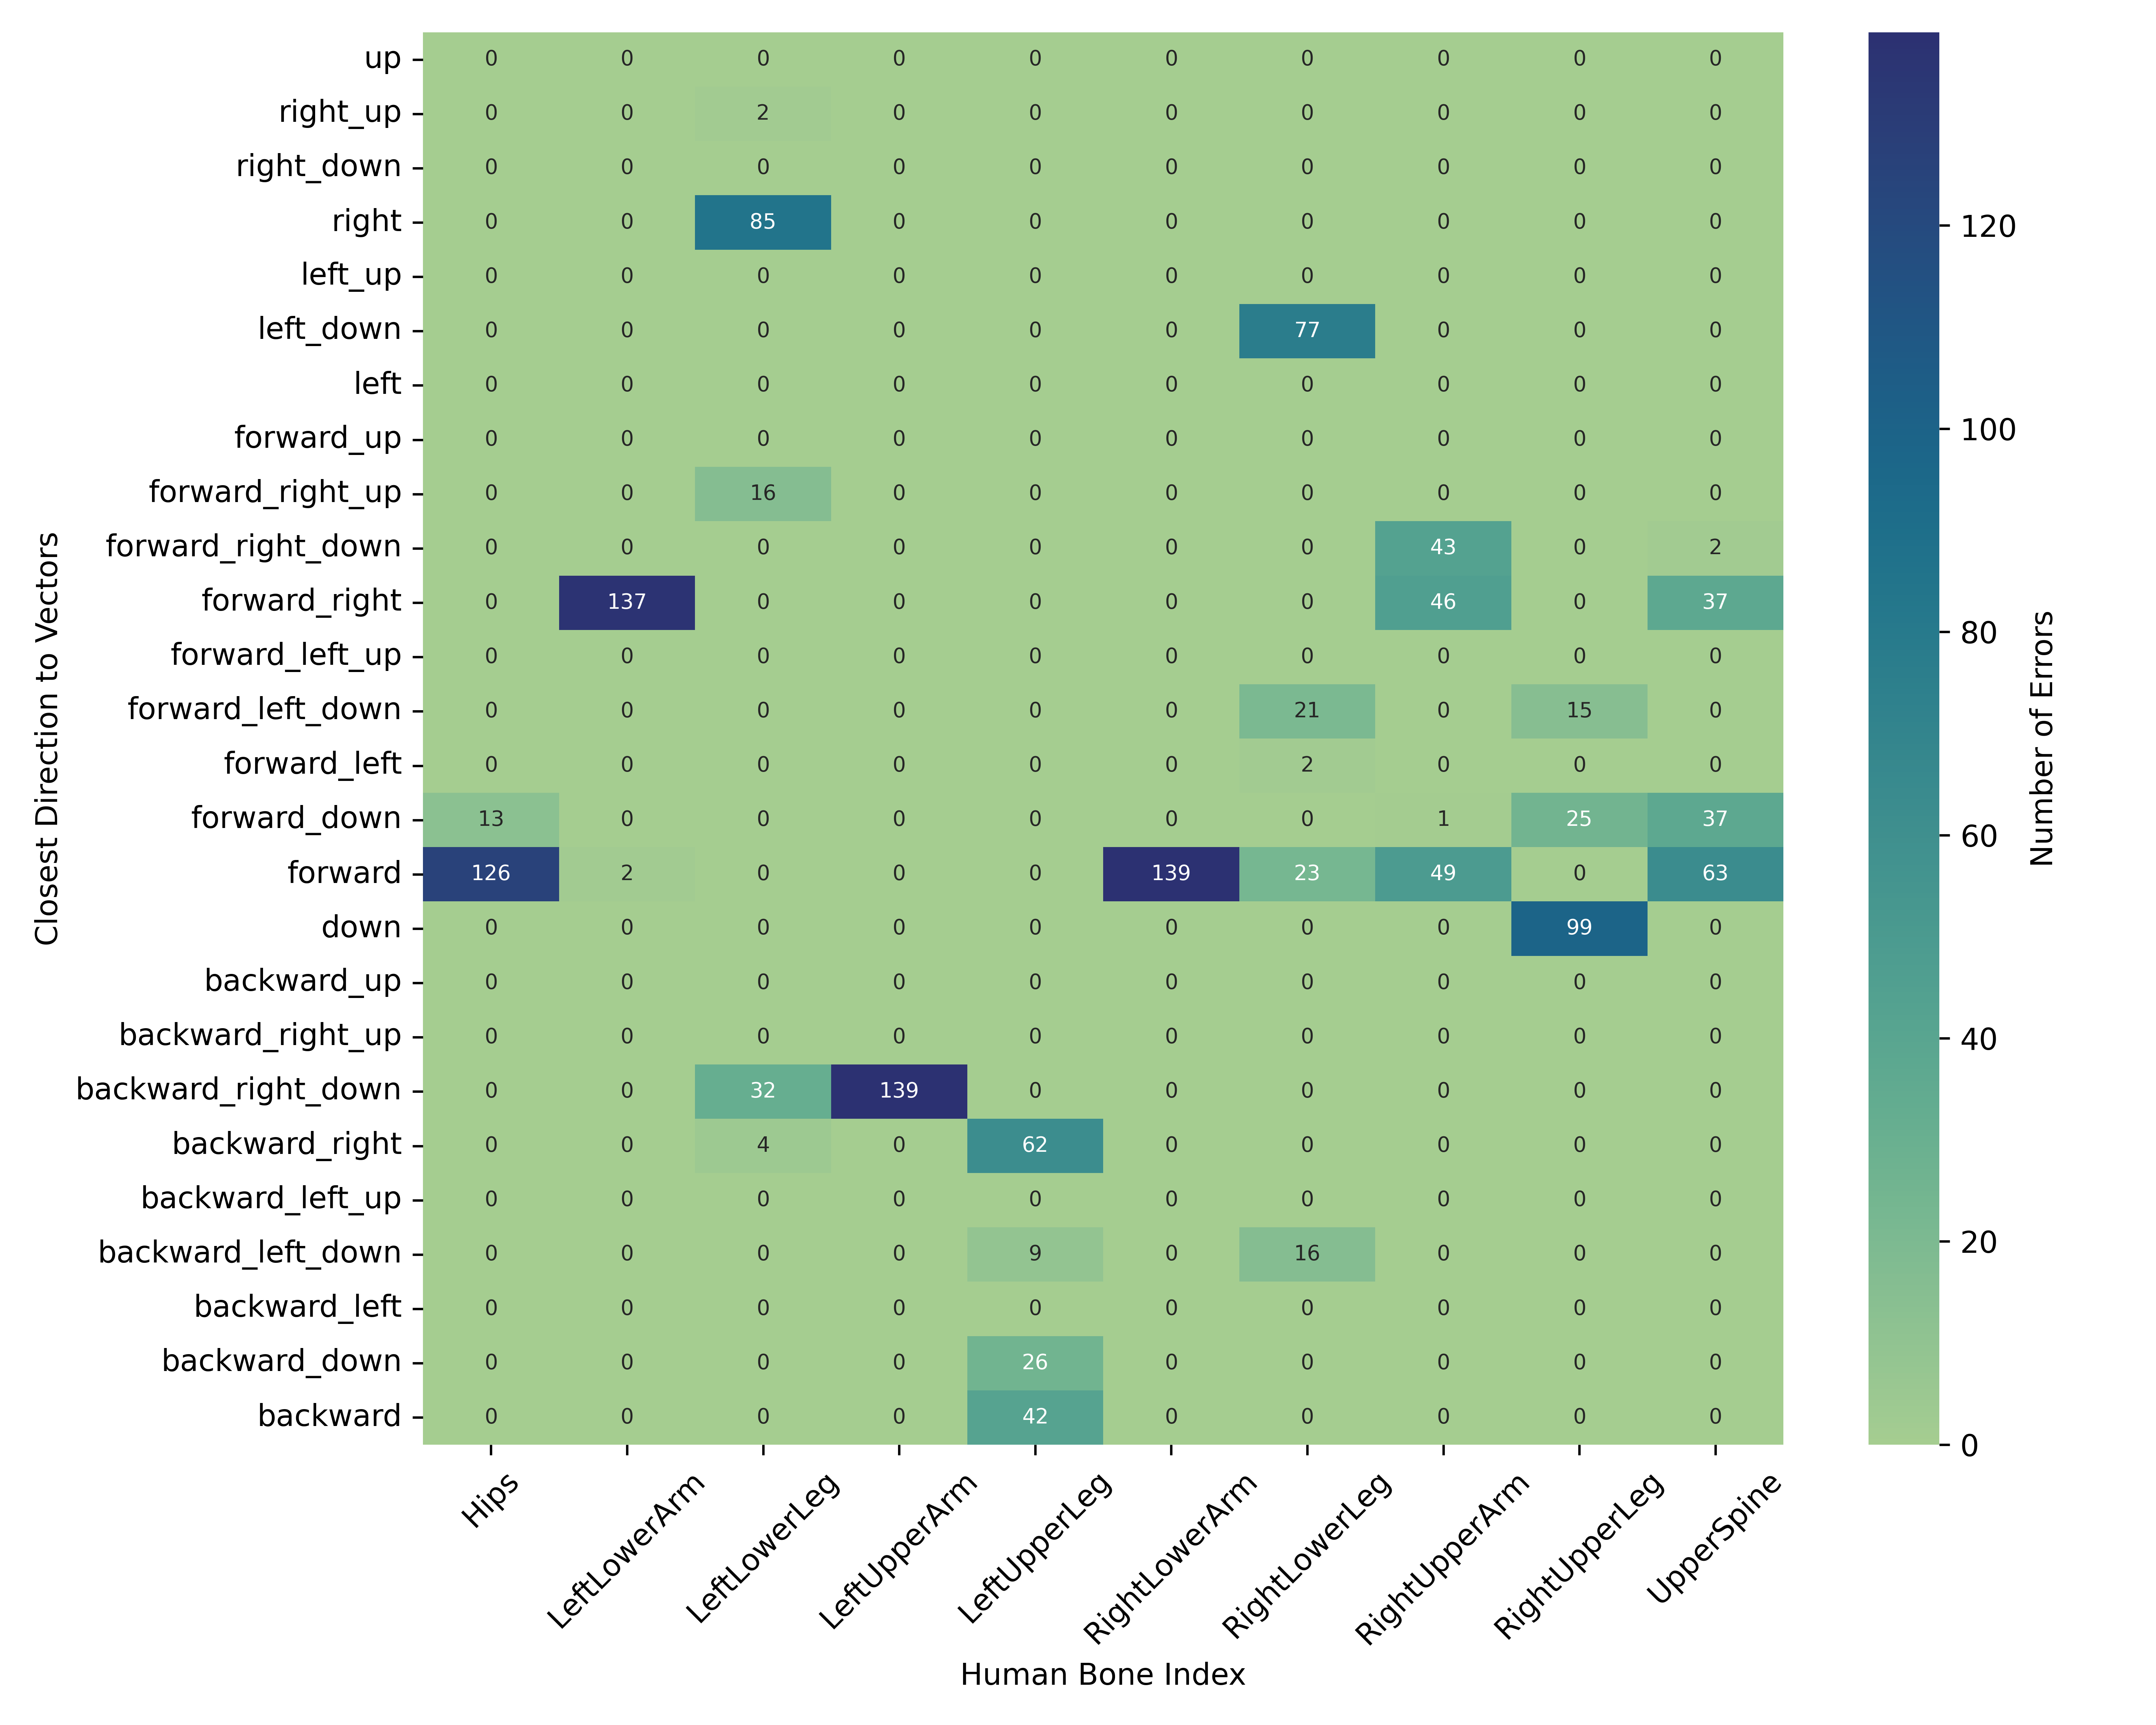 up 0 0 0 0 0 0 0 0 0 0
right_up 0 0 2 0 0 0 0 0 0 0
right_down 0 0 0 0 0 0 0 0 0 0
right 0 0 85 0 0 0 0 0 0 0
left_up 0 0 0 0 0 0 0 0 0 0
left_down 0 0 0 0 0 0 77 0 0 0
left 0 0 0 0 0 0 0 0 0 0
forward_up 0 0 0 0 0 0 0 0 0 0
forward_right_up 0 0 16 0 0 0 0 0 0 0
forward_right_down 0 0 0 0 0 0 0 43 0 2
forward_right 0 137 0 0 0 0 0 46 0 37
forward_left_up 0 0 0 0 0 0 0 0 0 0
forward_left_down 0 0 0 0 0 0 21 0 15 0
forward_left 0 0 0 0 0 0 2 0 0 0
forward_down 13 0 0 0 0 0 0 1 25 37
forward 126 2 0 0 0 139 23 49 0 63
down 0 0 0 0 0 0 0 0 99 0
backward_up 0 0 0 0 0 0 0 0 0 0
backward_right_up 0 0 0 0 0 0 0 0 0 0
backward_right_down 0 0 32 139 0 0 0 0 0 0
backward_right 0 0 4 0 62 0 0 0 0 0
backward_left_up 0 0 0 0 0 0 0 0 0 0
backward_left_down 0 0 0 0 9 0 16 0 0 0
backward_left 0 0 0 0 0 0 0 0 0 0
backward_down 0 0 0 0 26 0 0 0 0 0
backward 0 0 0 0 42 0 0 0 0 0
Closest Direction to Vectors
Hips
LeftLowerArm
LeftLowerLeg
LeftUpperArm
LeftUpperLeg
RightLowerArm
RightLowerLeg
RightUpperArm
RightUpperLeg
UpperSpine
Human Bone Index
120
100
80
60
40
20
0
Number of Errors